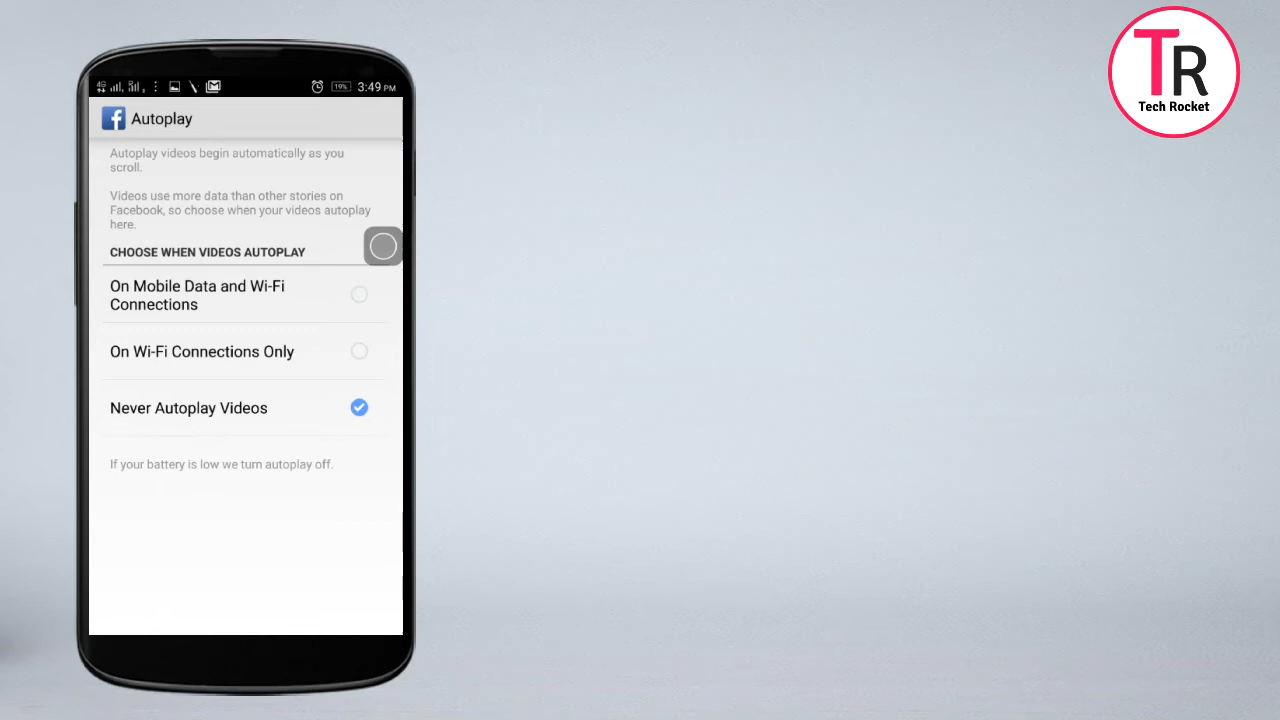 19% 3:49 PM
Autoplay
Autoplay videos begin automatically as you
scroll.
Videos use more data than other stories on
Facebook, so choose when your videos autoplay
here.
CHOOSE WHEN VIDEOS AUTOPLAY
On Mobile Data and Wi-Fi
Connections
On Wi-Fi Connections Only
Never Autoplay Videos
If your battery is low we turn autoplay off.
TR
Tech Rocket